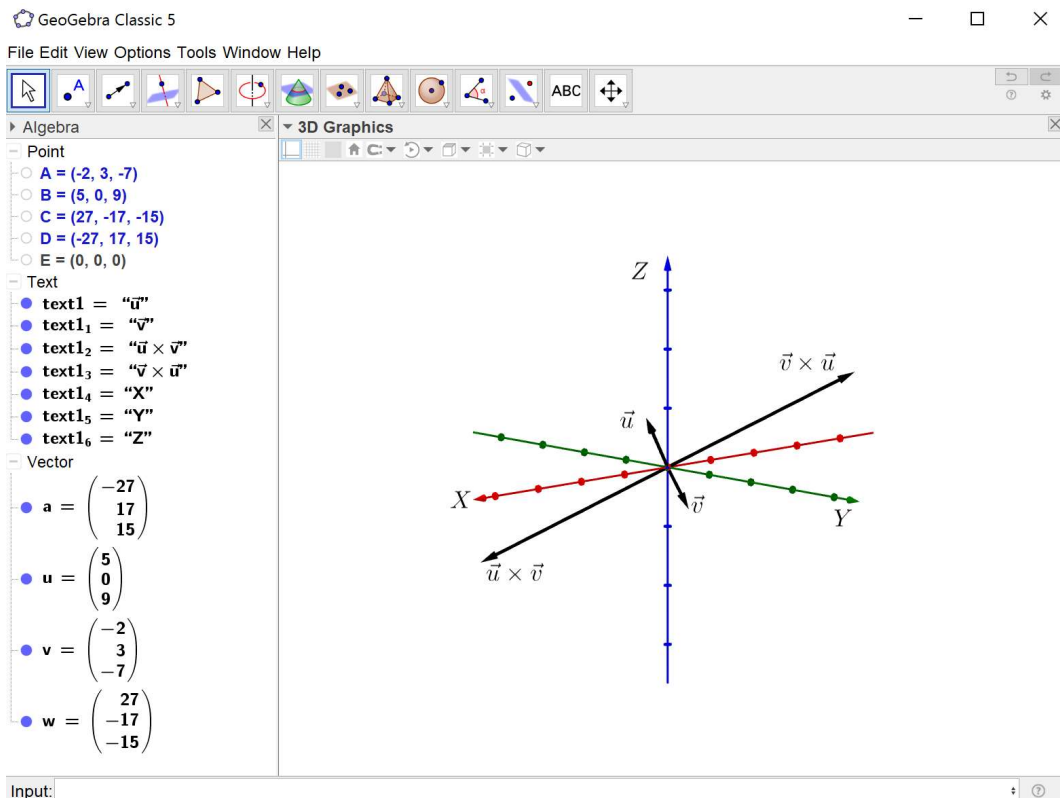 GeoGebra Classic 5
File Edit View Options Tools Window Help
A
α
ABC
Algebra
3D Graphics
Point
A = (-2, 3, -7)
B = (5, 0, 9)
C = (27, -17, -15)
D = (-27, 17, 15)
E = (0, 0, 0)
Text
text1 = “u⃗”
text1₁ = “v⃗”
text1₂ = “u⃗ × v⃗”
text1₃ = “v⃗ × u⃗”
text1₄ = “X”
text1₅ = “Y”
text1₆ = “Z”
Vector
a = (−27
17
15)
u = (5
0
9)
v = (−2
3
−7)
w = (27
−17
−15)
Z
v⃗ × u⃗
u⃗
X
v⃗
Y
u⃗ × v⃗
Input: